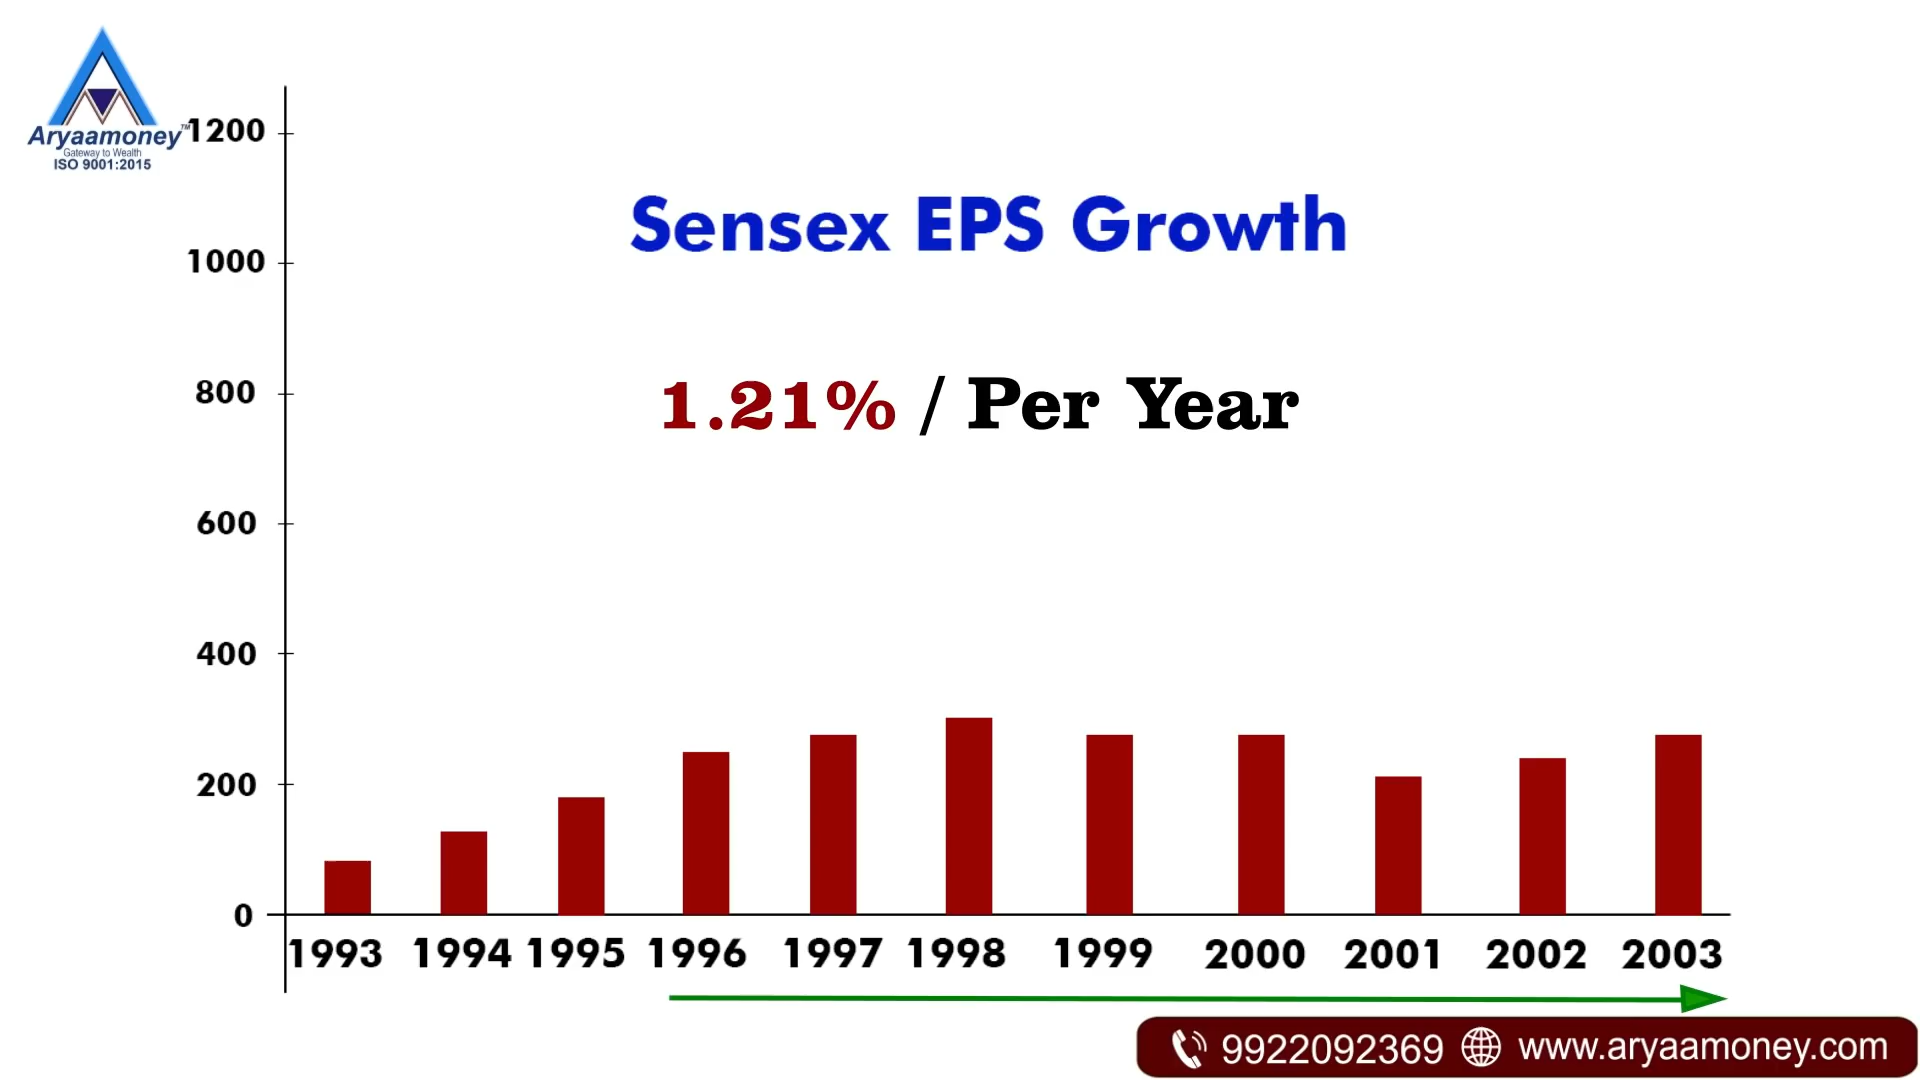 Aryaamoney™
Gateway to Wealth
ISO 9001:2015
Sensex EPS Growth
1.21% / Per Year
1200
1000
800
600
400
200
0
1993 1994 1995 1996 1997 1998 1999 2000 2001 2002 2003
9922092369 www.aryaamoney.com